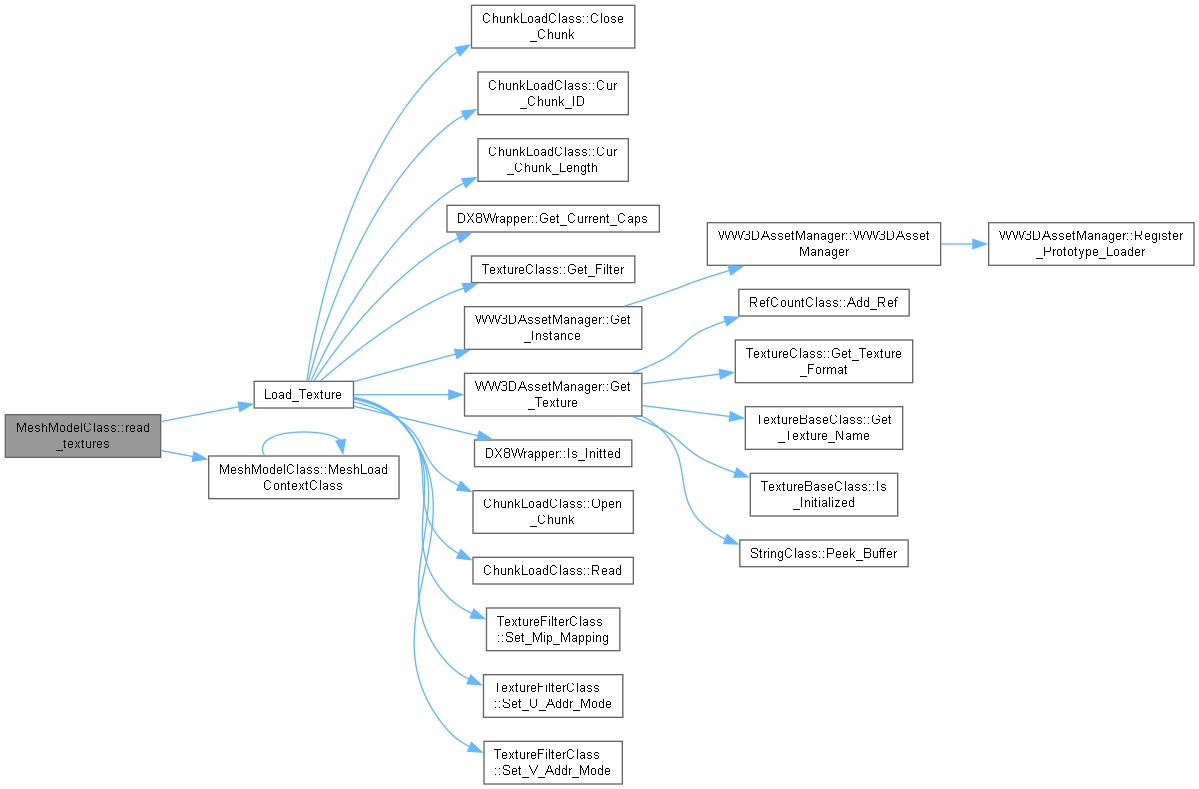 MeshModelClass::read
_textures
Load_Texture
MeshModelClass::MeshLoad
ContextClass
ChunkLoadClass::Close
_Chunk
ChunkLoadClass::Cur
_Chunk_ID
ChunkLoadClass::Cur
_Chunk_Length
DX8Wrapper::Get_Current_Caps
TextureClass::Get_Filter
WW3DAssetManager::Get
_Instance
WW3DAssetManager::Get
_Texture
DX8Wrapper::Is_Initted
ChunkLoadClass::Open
_Chunk
ChunkLoadClass::Read
TextureFilterClass
::Set_Mip_Mapping
TextureFilterClass
::Set_U_Addr_Mode
TextureFilterClass
::Set_V_Addr_Mode
WW3DAssetManager::WW3DAsset
Manager
RefCountClass::Add_Ref
TextureClass::Get_Texture
_Format
TextureBaseClass::Get
_Texture_Name
TextureBaseClass::Is
_Initialized
StringClass::Peek_Buffer
WW3DAssetManager::Register
_Prototype_Loader